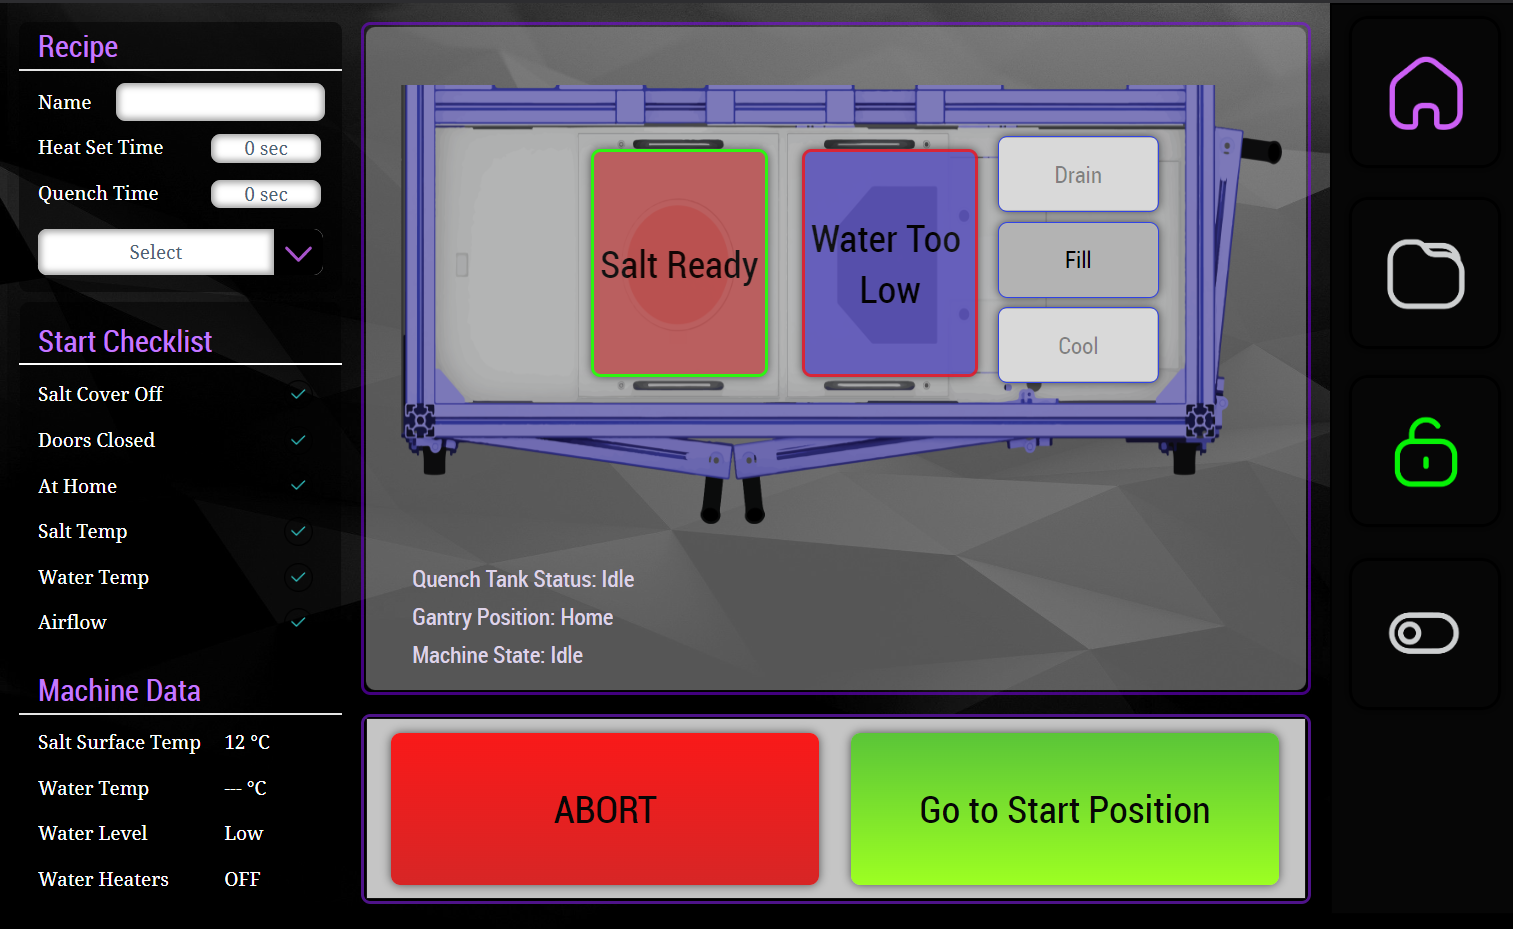 Recipe
Name
Heat Set Time 0 sec
Quench Time 0 sec
Select
Start Checklist
Salt Cover Off
Doors Closed
At Home
Salt Temp
Water Temp
Airflow
Machine Data
Salt Surface Temp 12 °C
Water Temp --- °C
Water Level Low
Water Heaters OFF
Salt Ready
Water Too
Low
Drain
Fill
Cool
Quench Tank Status: Idle
Gantry Position: Home
Machine State: Idle
ABORT
Go to Start Position